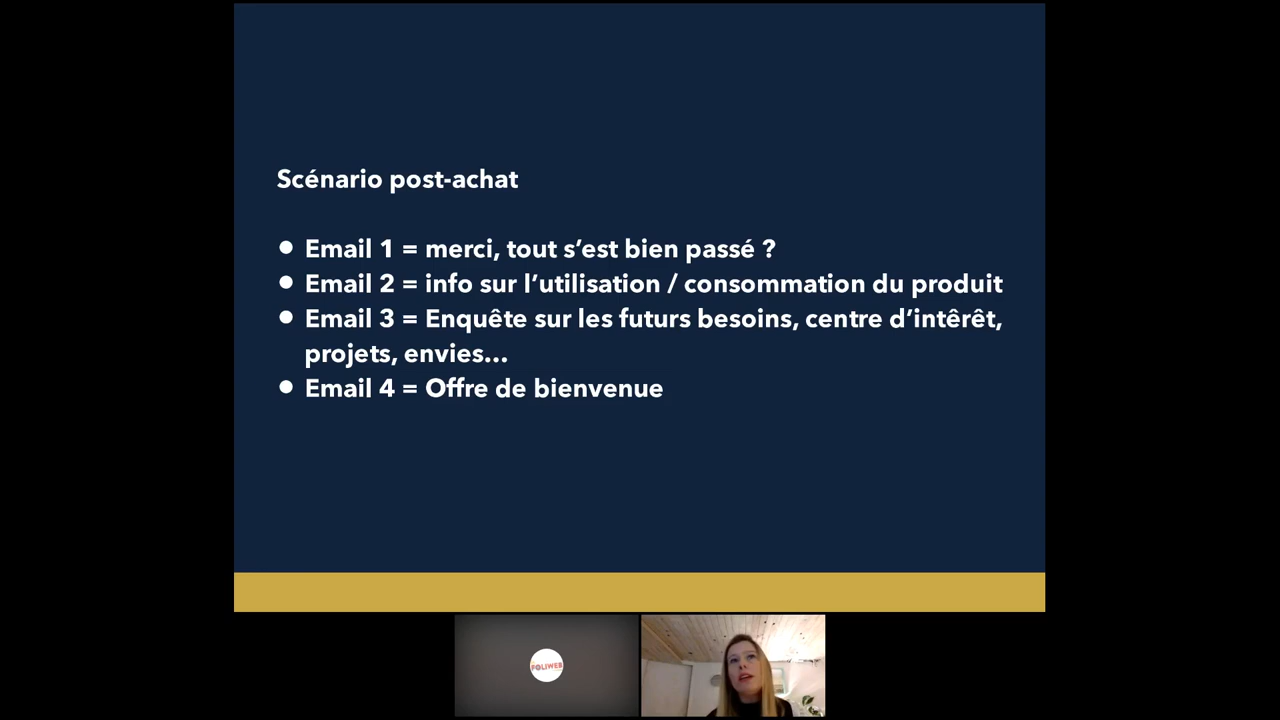 Scénario post-achat
● Email 1 = merci, tout s’est bien passé ?
● Email 2 = info sur l’utilisation / consommation du produit
● Email 3 = Enquête sur les futurs besoins, centre d’intêrêt,
projets, envies…
● Email 4 = Offre de bienvenue
POLIWEB